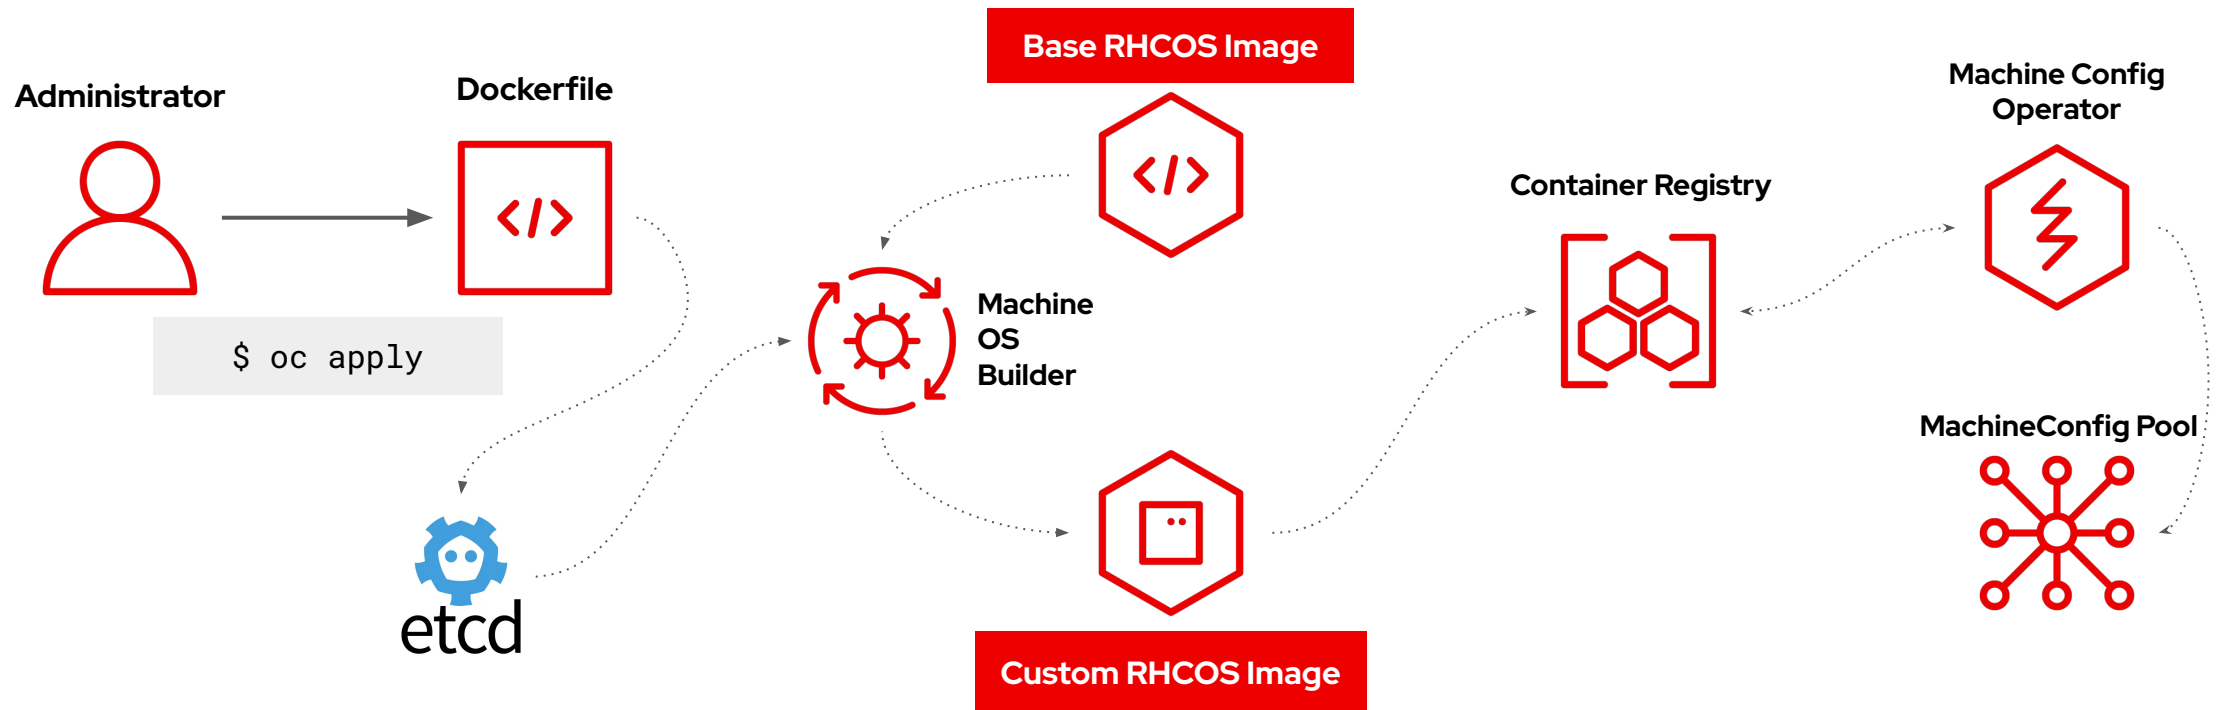 Administrator
Dockerfile
$ oc apply
etcd
Base RHCOS Image
Machine
OS
Builder
Custom RHCOS Image
Container Registry
Machine Config
Operator
MachineConfig Pool